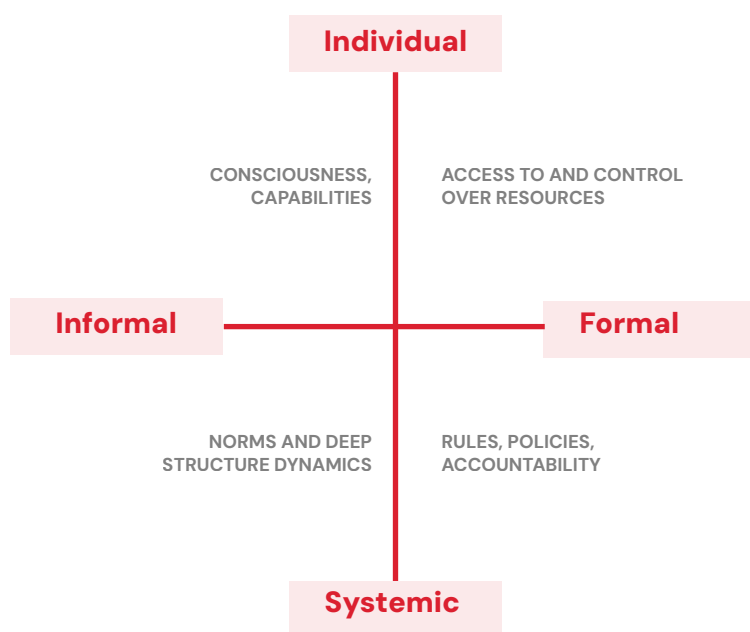 Individual
CONSCIOUSNESS,
CAPABILITIES
ACCESS TO AND CONTROL
OVER RESOURCES
Informal
Formal
NORMS AND DEEP
STRUCTURE DYNAMICS
RULES, POLICIES,
ACCOUNTABILITY
Systemic